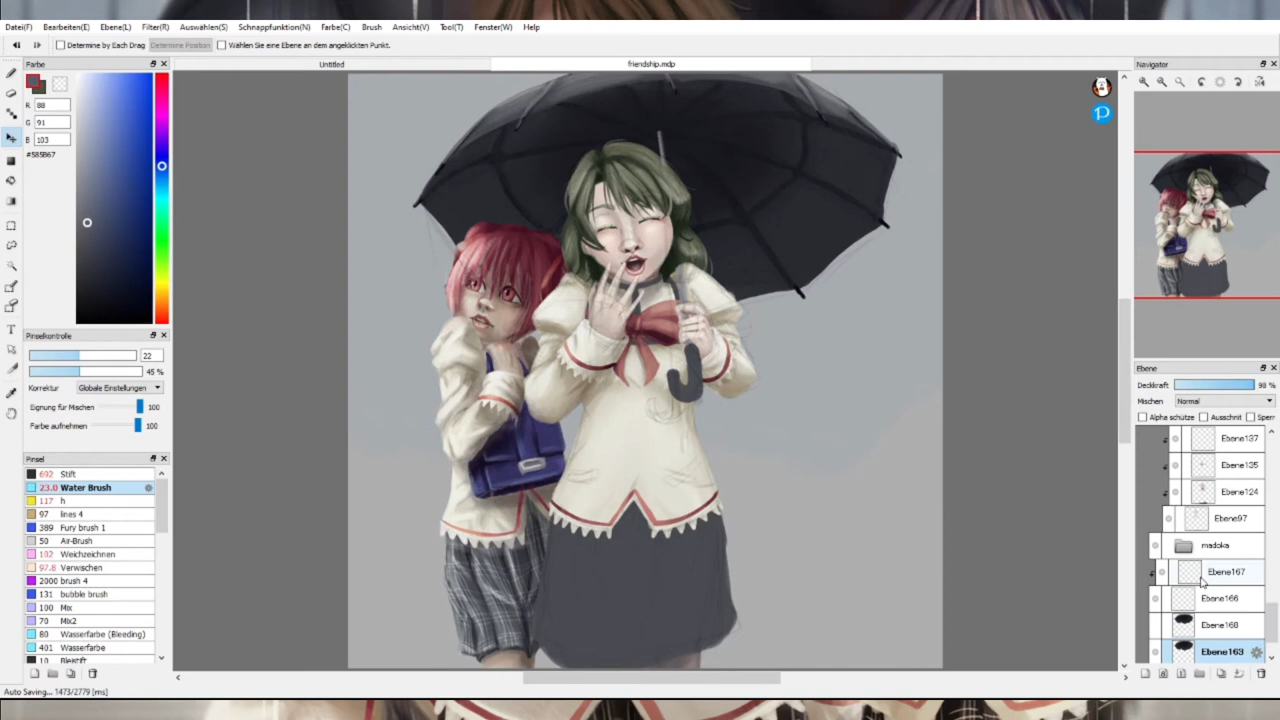 Datei(F) Bearbeiten(E) Ebene(L) Filter(R) Auswählen(S) Schnappfunktion(N) Farbe(C) Brush Ansicht(V) Tool(T) Fenster(W) Help
Determine by Each Drag Determine Position Wählen Sie eine Ebene an dem angeklickten Punkt.
Farbe
Untitled
friendship.mdp
Navigator
R 88
G 91
B 103
#585B67
Pinselkontrolle
22
45 %
Korrektur Globale Einstellungen
Eignung für Mischen 100
Farbe aufnehmen 100
Pinsel
692 Stift
23.0 Water Brush
117 h
97 lines 4
389 Fury brush 1
50 Air-Brush
102 Weichzeichnen
97.8 Verwischen
2000 brush 4
131 bubble brush
100 Mix
70 Mix2
80 Wasserfarbe (Bleeding)
401 Wasserfarbe
10 Bleistift
Auto Saving... 1473/2779 [ms]
Ebene
Deckkraft 98 %
Mischen Normal
Alpha schütze Ausschnit Sperr
Ebene137
Ebene135
Ebene124
Ebene97
madoka
Ebene167
Ebene166
Ebene168
Ebene163